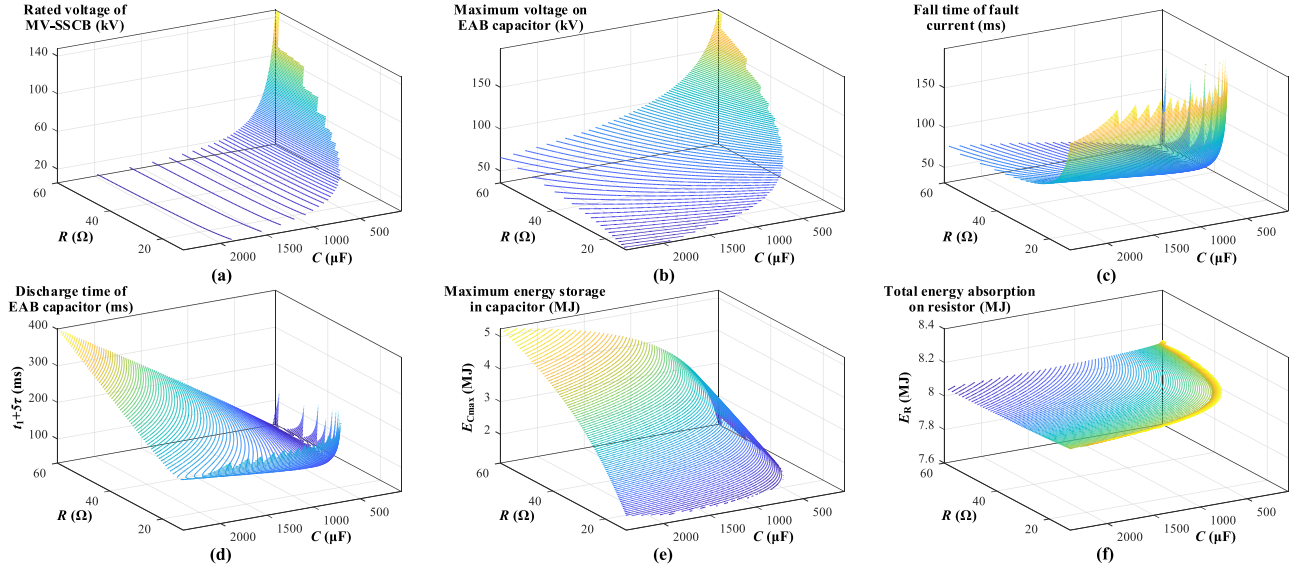 Rated voltage of
MV-SSCB (kV)
140
100
60
20
60
40
20
R (Ω)
2000
1500
1000
500
C (μF)
(a)
Maximum voltage on
EAB capacitor (kV)
150
100
50
60
40
20
R (Ω)
2000
1500
1000
500
C (μF)
(b)
Fall time of fault
current (ms)
150
100
50
60
40
20
R (Ω)
2000
1500
1000
500
C (μF)
(c)
Discharge time of
EAB capacitor (ms)
400
300
200
100
t₁+5τ (ms)
60
40
20
R (Ω)
2000
1500
1000
500
C (μF)
(d)
Maximum energy storage
in capacitor (MJ)
5
4
3
2
E_Cmax (MJ)
60
40
20
R (Ω)
2000
1500
1000
500
C (μF)
(e)
Total energy absorption
on resistor (MJ)
8.4
8.2
8
7.8
7.6
E_R (MJ)
60
40
20
R (Ω)
2000
1500
1000
500
C (μF)
(f)